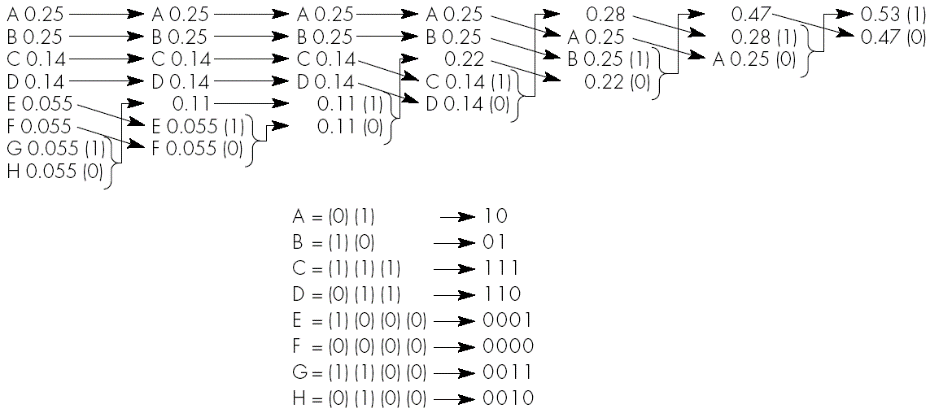 A 0.25 A 0.25 A 0.25 A 0.25 0.28 0.47 0.53 (1)
B 0.25 B 0.25 B 0.25 B 0.25 A 0.25 0.28 (1) 0.47 (0)
C 0.14 C 0.14 C 0.14 0.22 B 0.25 (1) A 0.25 (0)
D 0.14 D 0.14 D 0.14 C 0.14 (1) 0.22 (0)
E 0.055 0.11 0.11 (1) D 0.14 (0)
F 0.055 E 0.055 (1) 0.11 (0)
G 0.055 (1) F 0.055 (0)
H 0.055 (0)
A = (0) (1) 10
B = (1) (0) 01
C = (1) (1) (1) 111
D = (0) (1) (1) 110
E = (1) (0) (0) (0) 0001
F = (0) (0) (0) (0) 0000
G = (1) (1) (0) (0) 0011
H = (0) (1) (0) (0) 0010